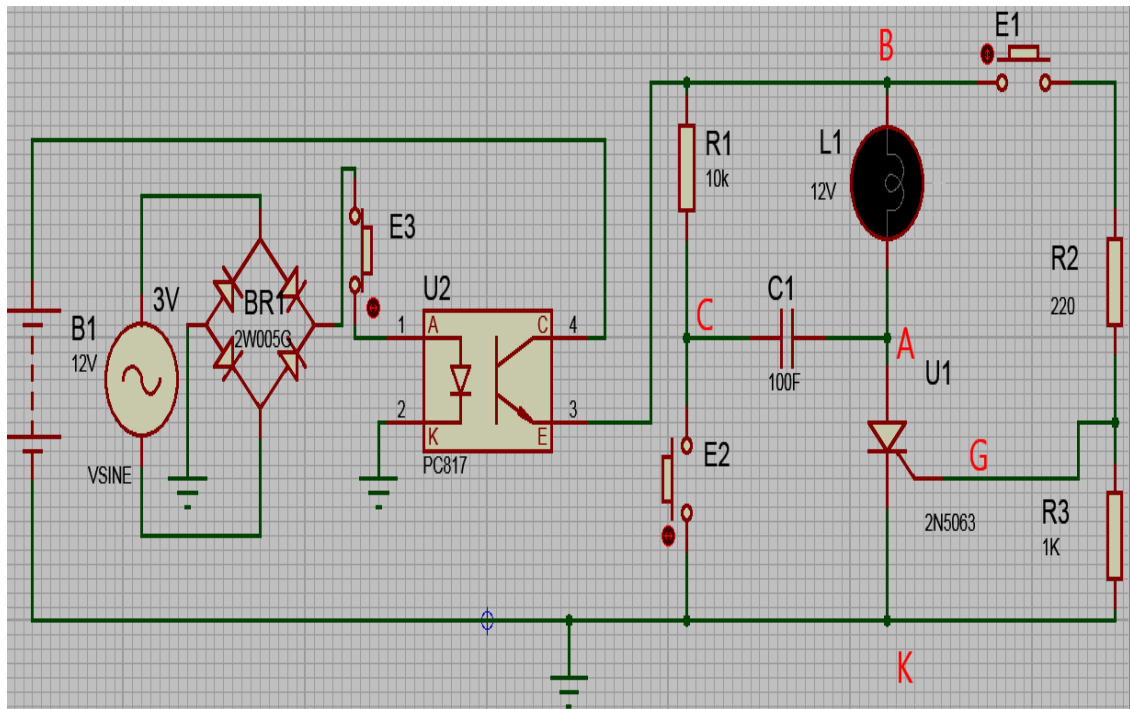 B
E1
R1
10k
L1
12V
E3
U2
3V
BR1
2W005G
B1
12V
VSINE
1
A
C
4
2
K
E
3
PC817
C
C1
100F
A
U1
R2
220
E2
G
2N5063
R3
1K
K